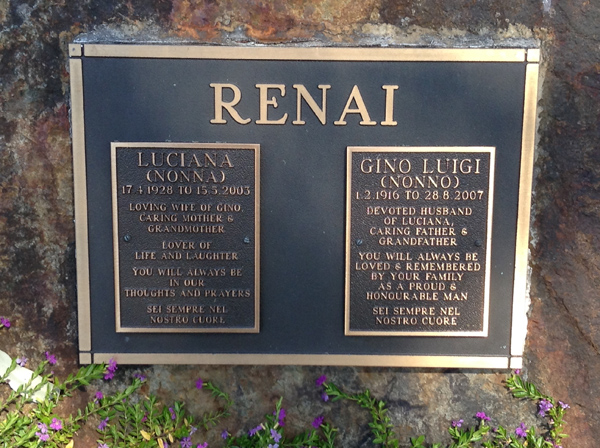 RENAI
LUCIANA
(NONNA)
17.4.1928 TO 15.5.2003
LOVING WIFE OF GINO,
CARING MOTHER &
GRANDMOTHER
LOVER OF
LIFE AND LAUGHTER
YOU WILL ALWAYS BE
IN OUR
THOUGHTS AND PRAYERS
SEI SEMPRE NEL
NOSTRO CUORE
GINO LUIGI
(NONNO)
1.2.1916 TO 28.8.2007
DEVOTED HUSBAND
OF LUCIANA,
CARING FATHER &
GRANDFATHER
YOU WILL ALWAYS BE
LOVED & REMEMBERED
BY YOUR FAMILY
AS A PROUD &
HONOURABLE MAN
SEI SEMPRE NEL
NOSTRO CUORE